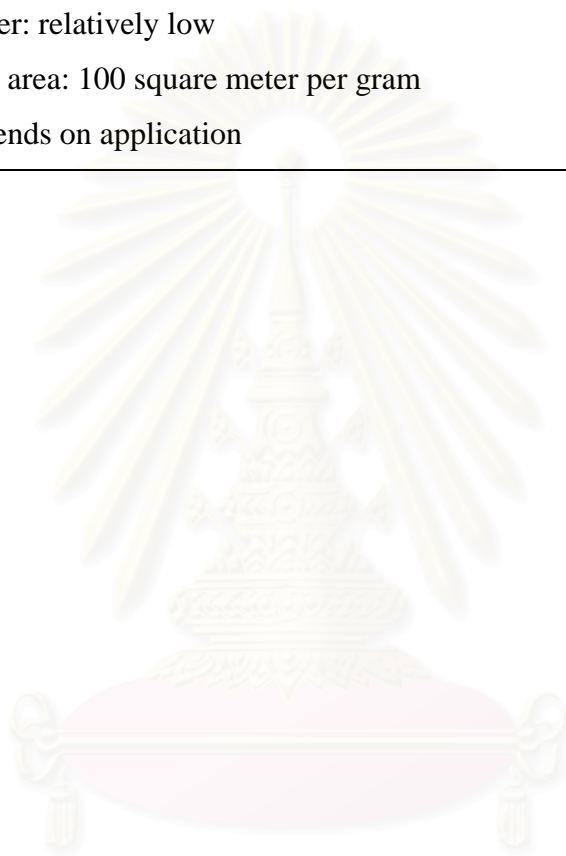 er: relatively low
area: 100 square meter per gram
ends on application